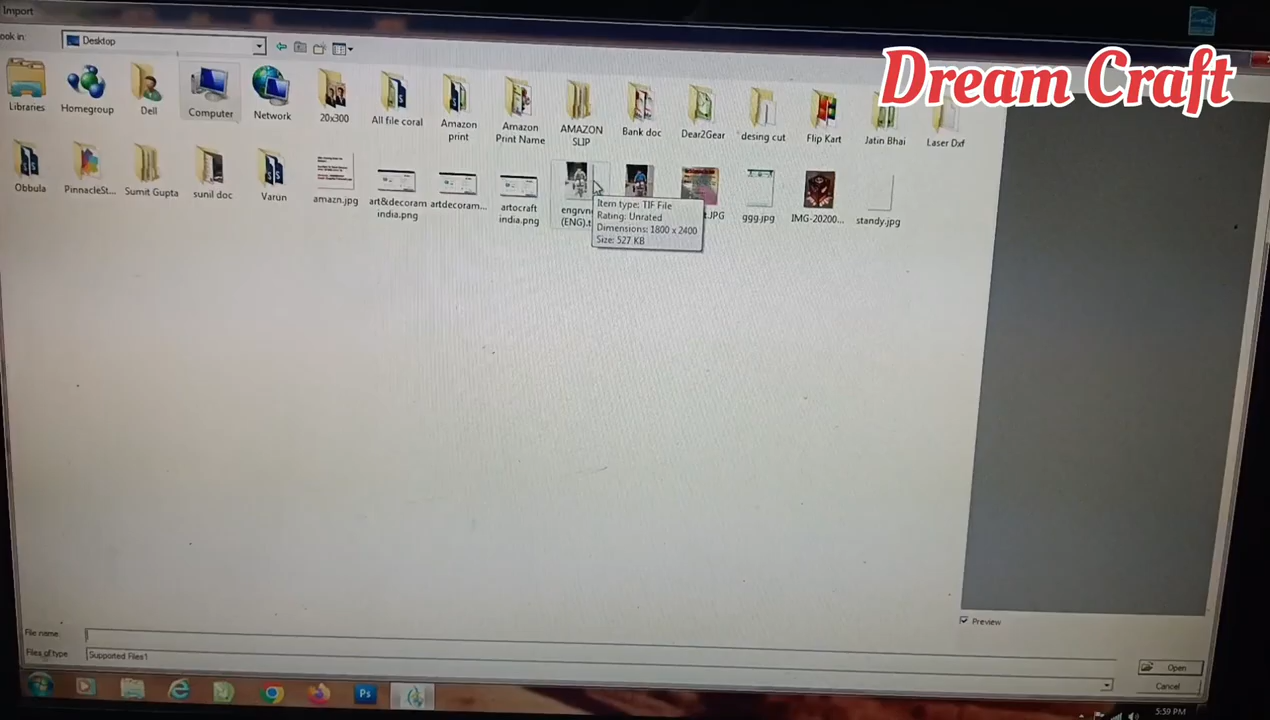 Import
ook in:
Desktop
Dream Craft
Libraries
Homegroup
Dell
Computer
Network
20x300
All file coral
Amazon print
Amazon Print Name
AMAZON SLIP
Bank doc
Dear2Gear
desing cut
Flip Kart
Jatin Bhai
Laser Dxf
Obbula
PinnacleSt...
Sumit Gupta
sunil doc
Varun
amazn.jpg
art&decoram india.png
artdecoram...
artocraft india.png
(ENG).t
.JPG
ggg.jpg
IMG-20200...
standy.jpg
Item type: TIF File
Rating: Unrated
Dimensions: 1800 x 2400
Size: 527 KB
Preview
File name:
Files of type
Supported Files1
Open
Cancel
Ps
5:59 PM